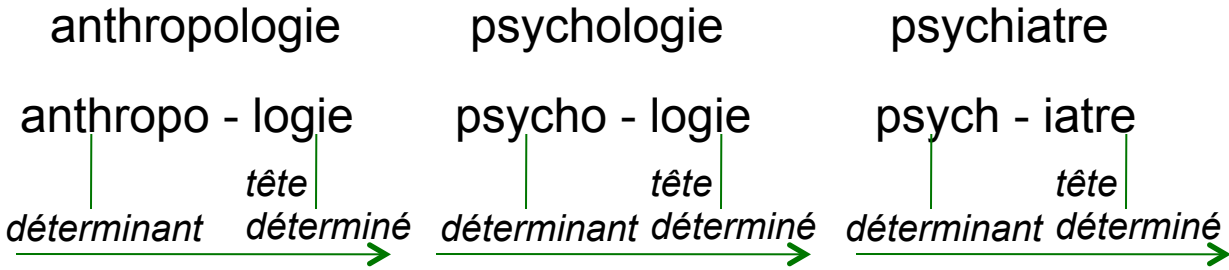 anthropologie psychologie psychiatre
anthropo - logie psycho - logie psych - iatre
tête tête tête
déterminant déterminé déterminant déterminé déterminant déterminé